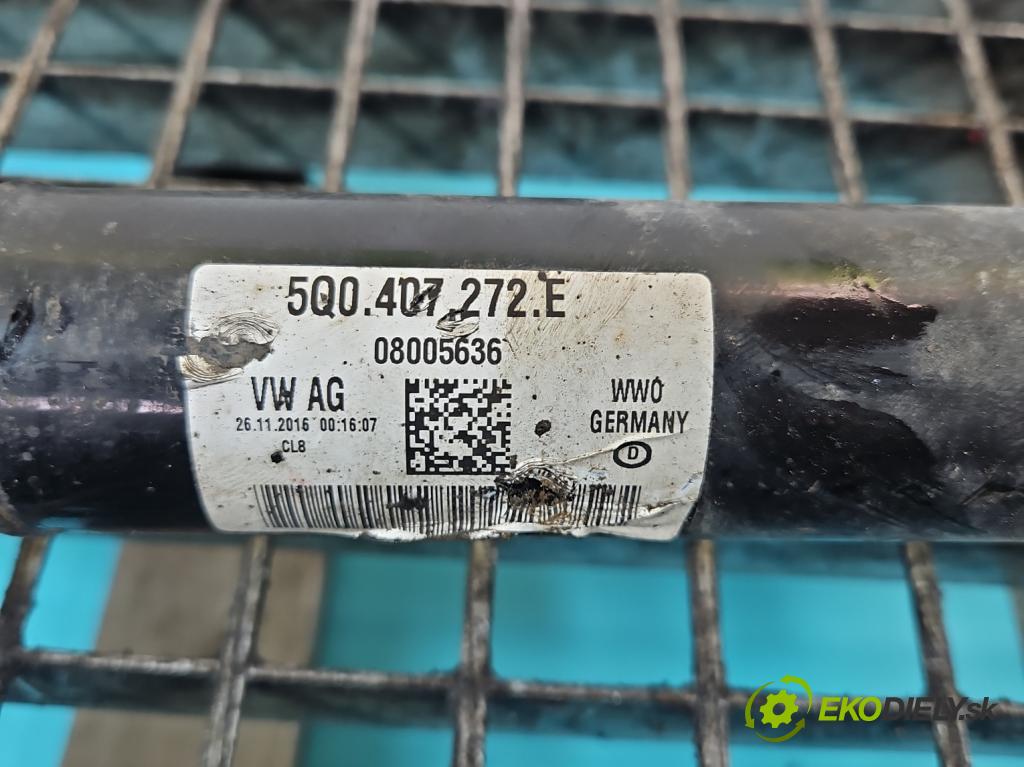 5Q0.407.272.E
08005636
VW AG
26.11.2016 00:16:07
CL8
WWO
GERMANY
D
EKODIELY.sk